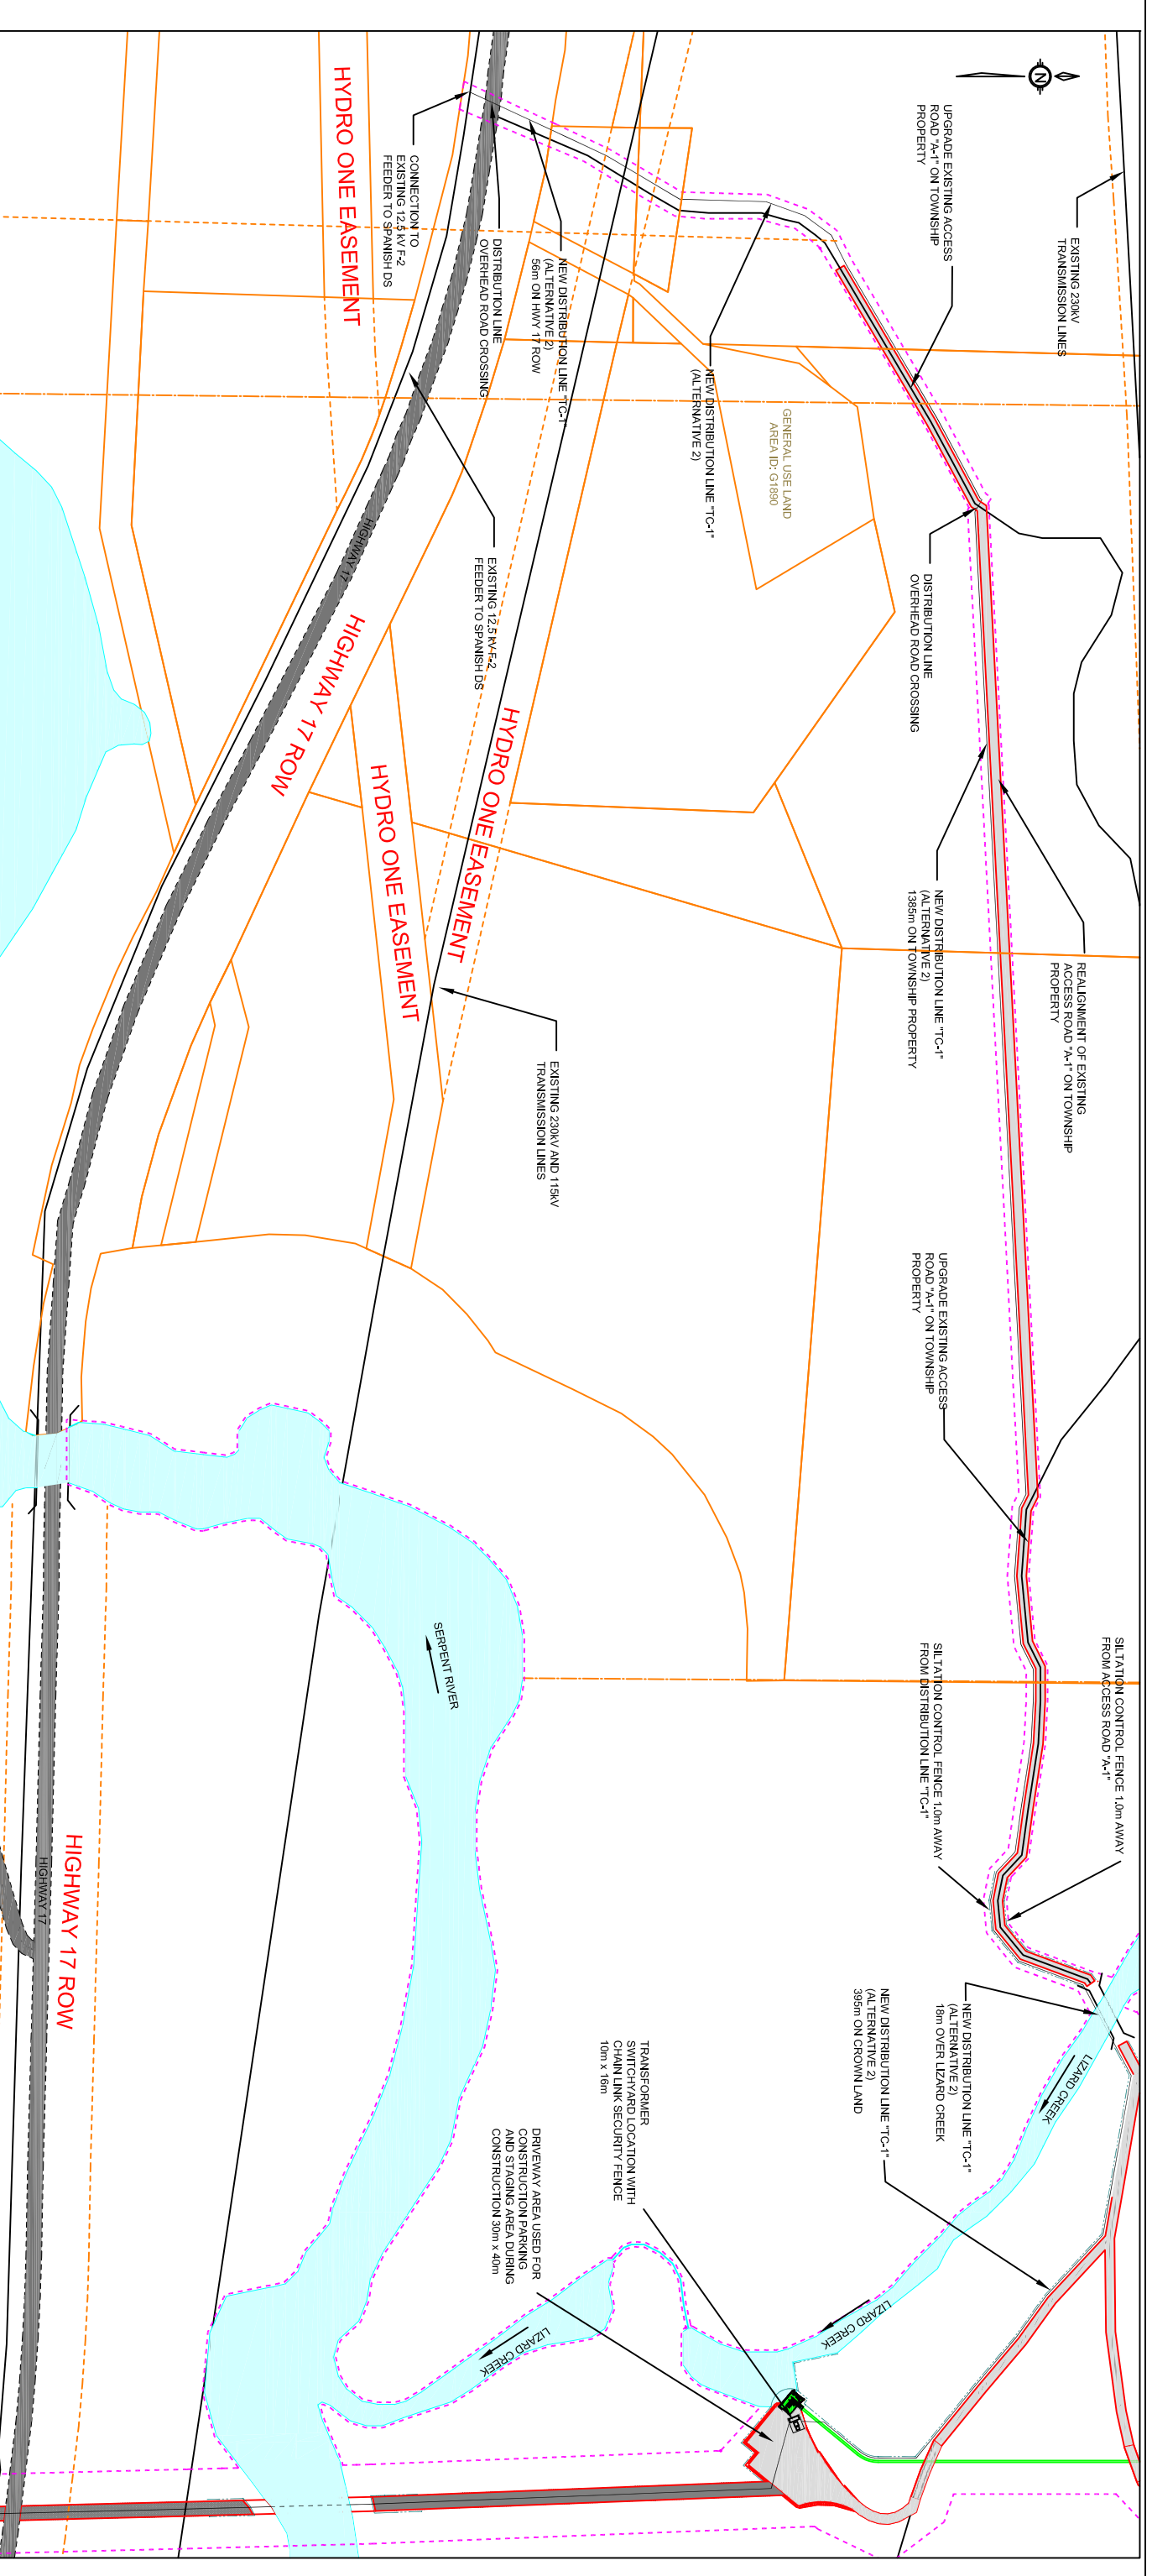 N
EXISTING 230kV
TRANSMISSION LINES
UPGRADE EXISTING ACCESS
ROAD "A-1" ON TOWNSHIP
PROPERTY
HYDRO ONE EASEMENT
CONNECTION TO
EXISTING 12.5 kV F-2
FEEDER TO SPANISH DS
DISTRIBUTION LINE
OVERHEAD ROAD CROSSING
NEW DISTRIBUTION LINE "TC-1"
(ALTERNATIVE 2)
56m ON HWY 17 ROW
NEW DISTRIBUTION LINE "TC-1"
(ALTERNATIVE 2)
GENERAL USE LAND
AREA ID: G1890
DISTRIBUTION LINE
OVERHEAD ROAD CROSSING
HIGHWAY 17
EXISTING 12.5 kV F-2
FEEDER TO SPANISH DS
HIGHWAY 17 ROW
HYDRO ONE EASEMENT
HYDRO ONE EASEMENT
NEW DISTRIBUTION LINE "TC-1"
(ALTERNATIVE 2)
1385m ON TOWNSHIP PROPERTY
REALIGNMENT OF EXISTING
ACCESS ROAD "A-1" ON TOWNSHIP
PROPERTY
EXISTING 230kV AND 115kV
TRANSMISSION LINES
UPGRADE EXISTING ACCESS
ROAD "A-1" ON TOWNSHIP
PROPERTY
SERPENT RIVER
SILTATION CONTROL FENCE 1.0m AWAY
FROM ACCESS ROAD "A-1"
SILTATION CONTROL FENCE 1.0m AWAY
FROM DISTRIBUTION LINE "TC-1"
HIGHWAY 17
HIGHWAY 17 ROW
NEW DISTRIBUTION LINE "TC-1"
(ALTERNATIVE 2)
18m OVER LIZARD CREEK
NEW DISTRIBUTION LINE "TC-1"
(ALTERNATIVE 2)
395m ON CROWN LAND
LIZARD CREEK
TRANSFORMER
SWITCHYARD LOCATION WITH
CHAIN LINK SECURITY FENCE
10m x 16m
DRIVEWAY AREA USED FOR
CONSTRUCTION PARKING
AND STAGING AREA DURING
CONSTRUCTION 30m x 40m
LIZARD CREEK
LIZARD CREEK